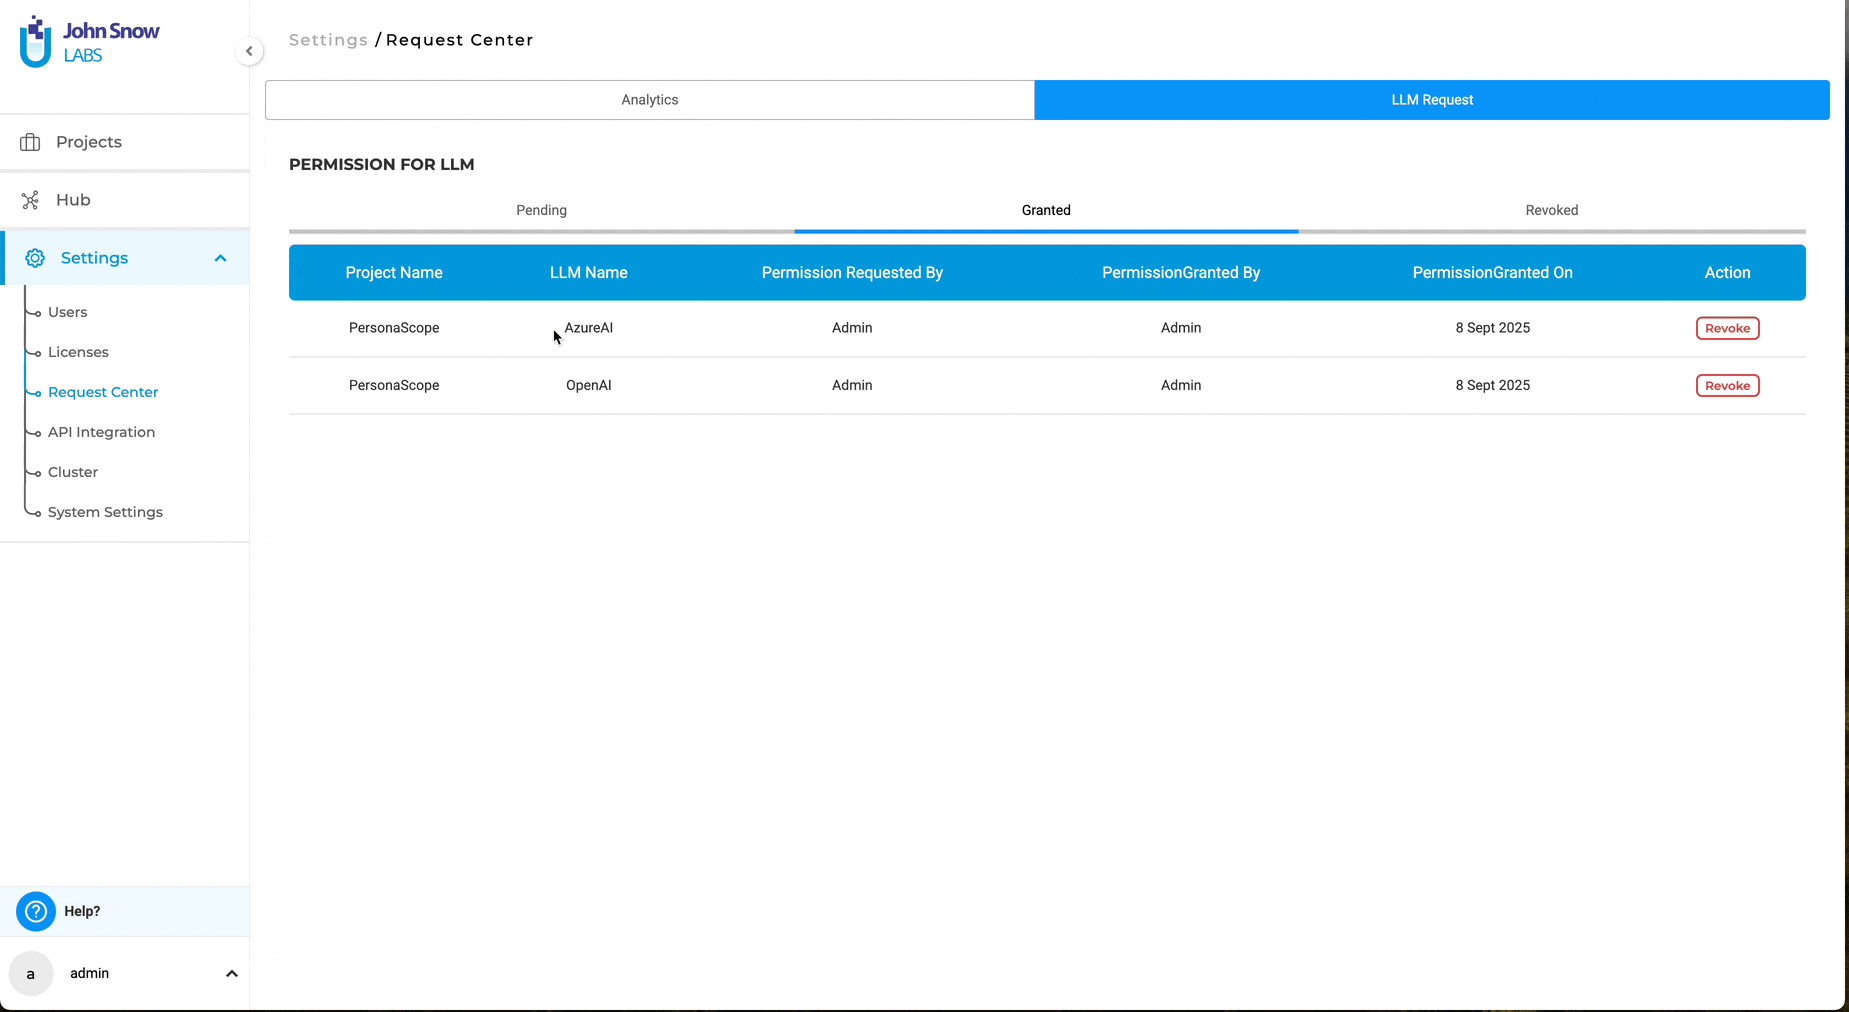 John Snow
LABS
Settings / Request Center
Analytics
LLM Request
Projects
Hub
Settings
Users
Licenses
Request Center
API Integration
Cluster
System Settings
PERMISSION FOR LLM
Pending Granted Revoked
Project Name LLM Name Permission Requested By PermissionGranted By PermissionGranted On Action
PersonaScope AzureAI Admin Admin 8 Sept 2025 Revoke
PersonaScope OpenAI Admin Admin 8 Sept 2025 Revoke
? Help?
a admin